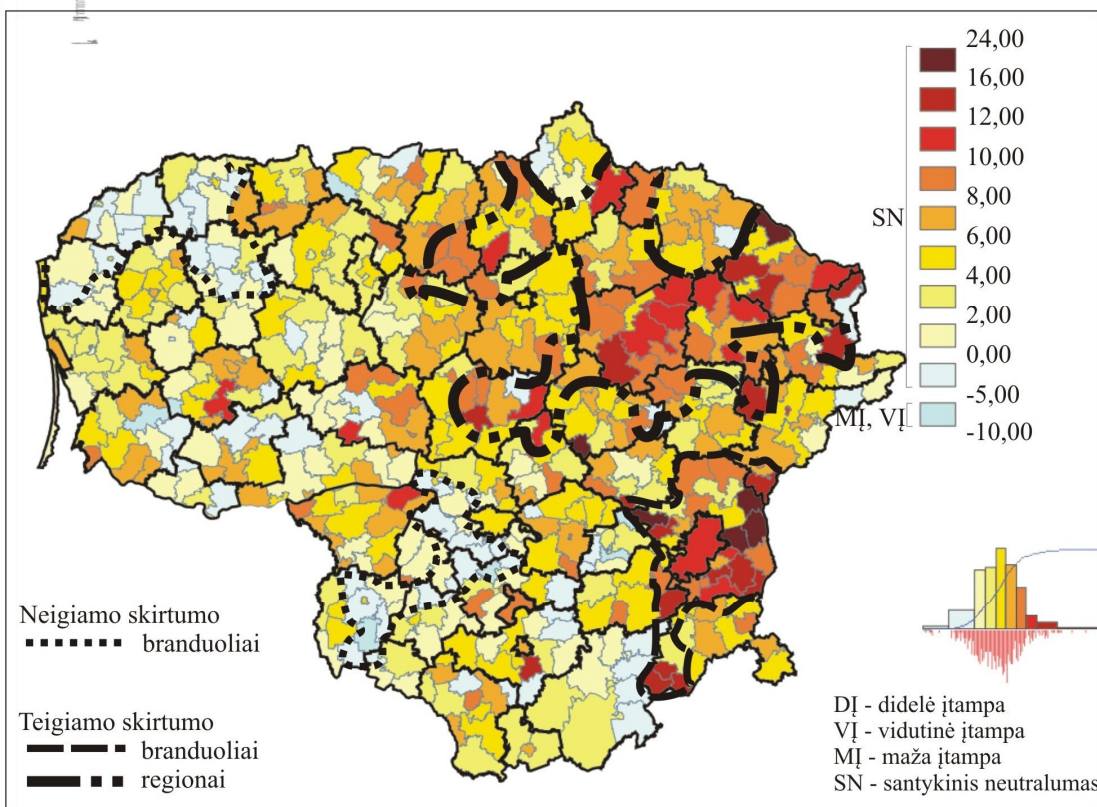 24,00
16,00
12,00
10,00
8,00
6,00
4,00
2,00
0,00
-5,00
-10,00
SN
MĮ, VĮ
Neigiamo skirtumo
branduoliai
Teigiamo skirtumo
branduoliai
regionai
DĮ - didelė įtampa
VĮ - vidutinė įtampa
MĮ - maža įtampa
SN - santykinis neutralumas